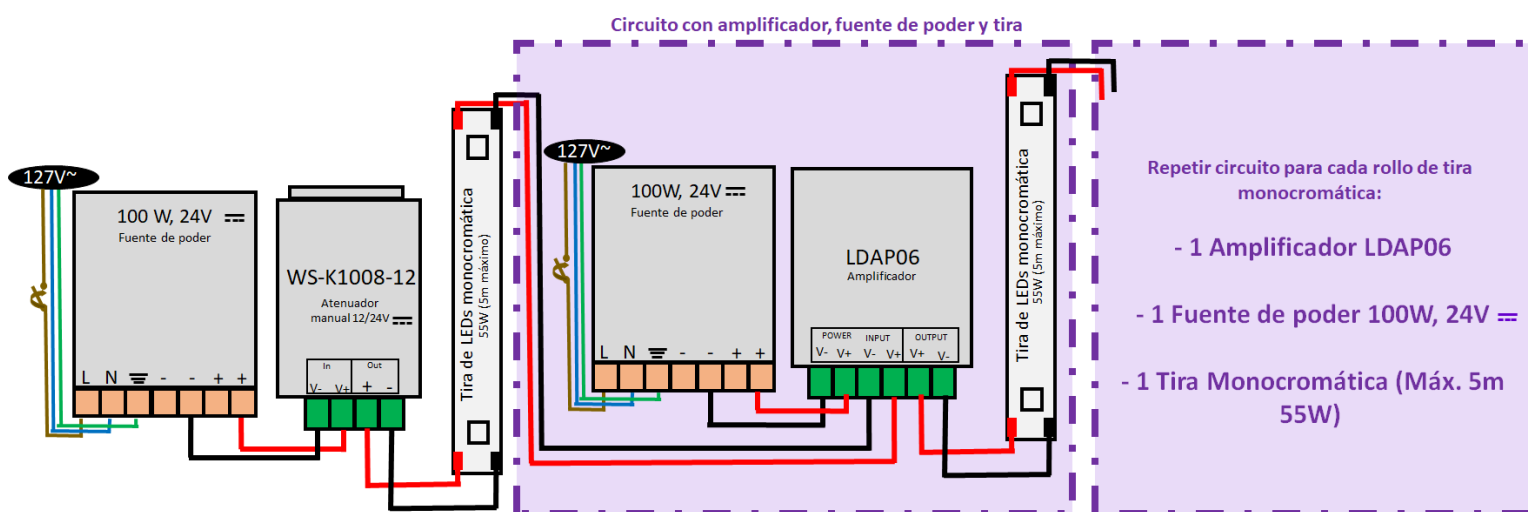 Circuito con amplificador, fuente de poder y tira
127V~
100 W, 24V
Fuente de poder
L N - - + +
WS-K1008-12
Atenuador
manual 12/24V
In Out
V- V+ + -
Tira de LEDs monocromática
55W (5m máximo)
127V~
100W, 24V
Fuente de poder
L N - - + +
LDAP06
Amplificador
POWER INPUT OUTPUT
V- V+ V- V+ V+ V-
Tira de LEDs monocromática
55W (5m máximo)
Repetir circuito para cada rollo de tira
monocromática:
- 1 Amplificador LDAP06
- 1 Fuente de poder 100W, 24V
- 1 Tira Monocromática (Máx. 5m
55W)